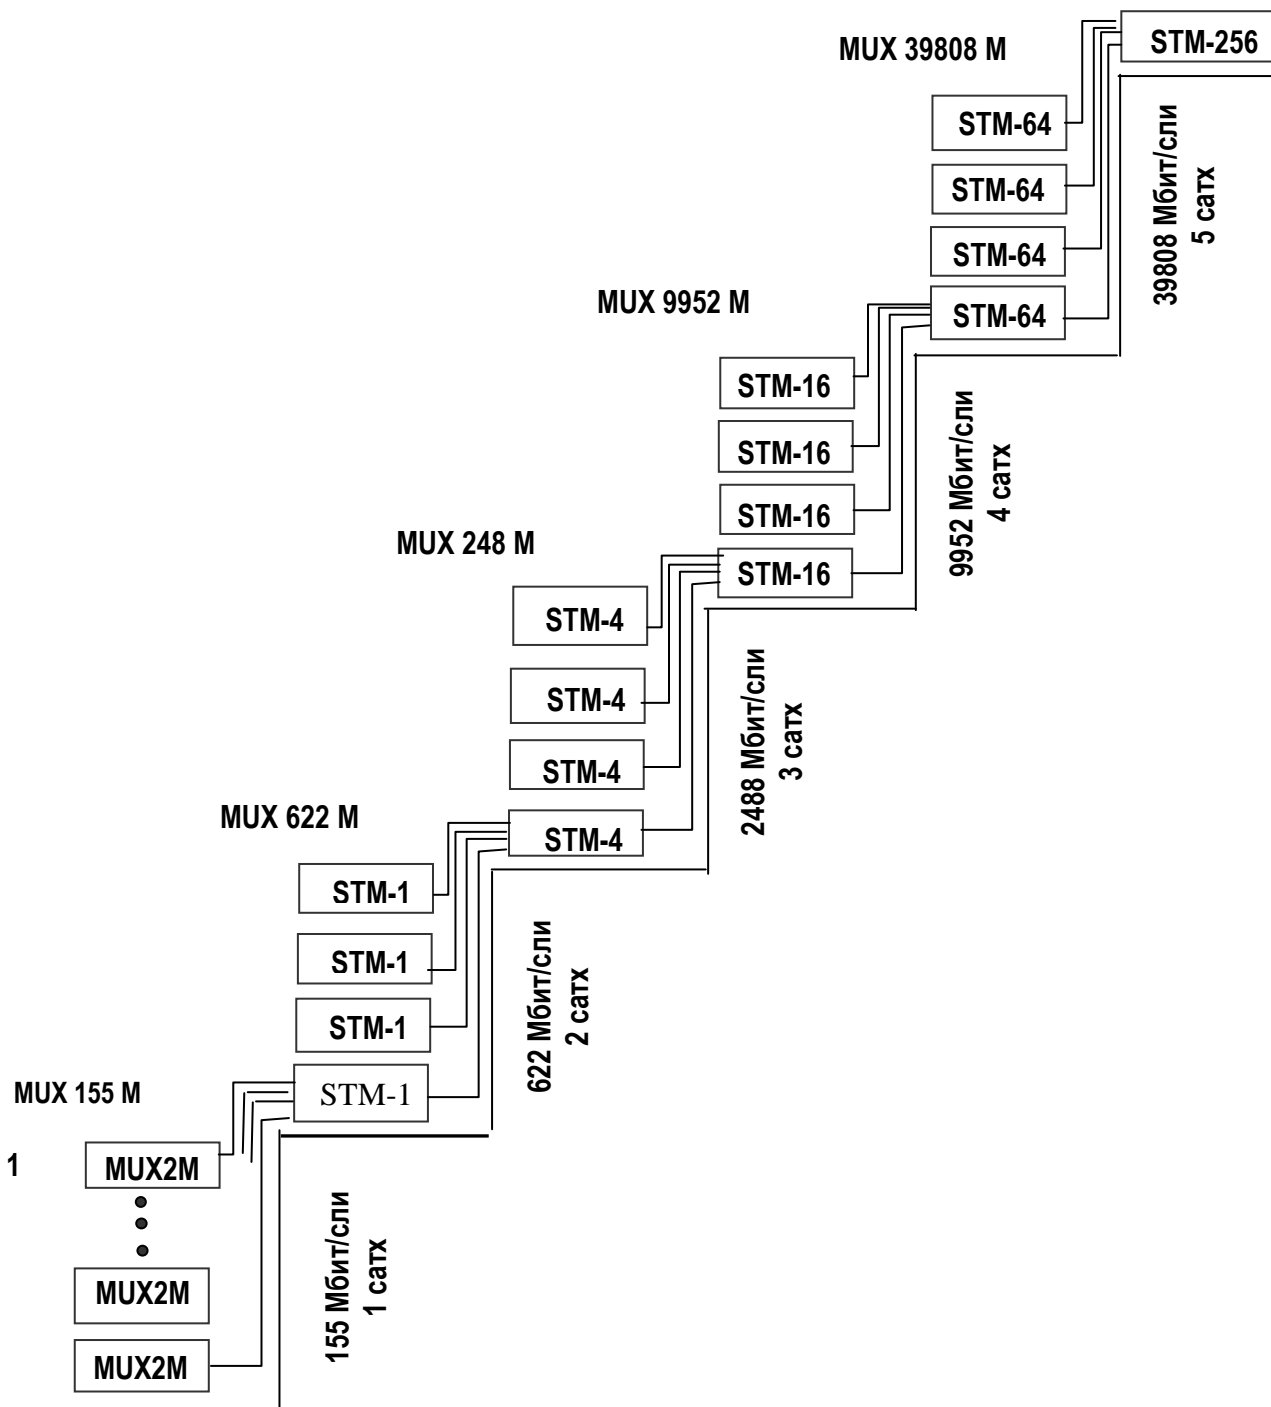 STM-256
MUX 39808 M
STM-64
STM-64
STM-64
STM-64
39808 Мбит/сли
5 сатх
MUX 9952 M
STM-16
STM-16
STM-16
STM-16
9952 Мбит/сли
4 сатх
MUX 248 M
STM-4
STM-4
STM-4
STM-4
2488 Мбит/сли
3 сатх
MUX 622 M
STM-1
STM-1
STM-1
STM-1
622 Мбит/сли
2 сатх
MUX 155 M
1
MUX2M
MUX2M
MUX2M
155 Мбит/сли
1 сатх